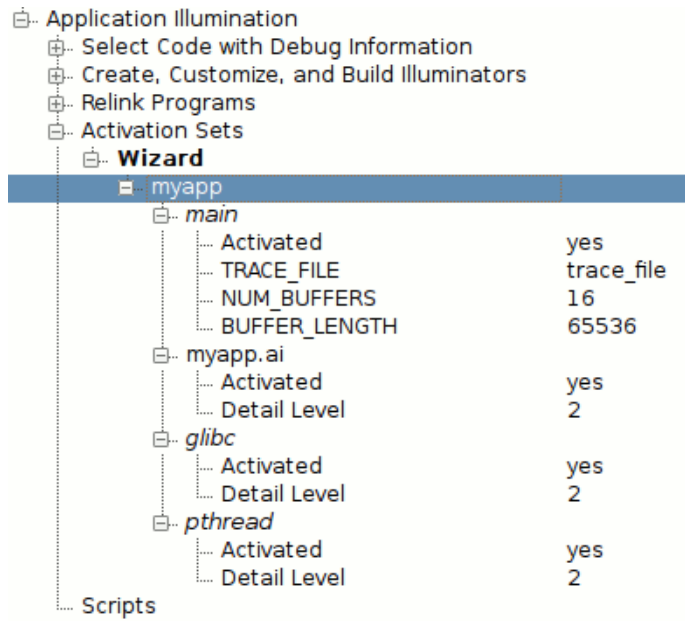 Application Illumination
Select Code with Debug Information
Create, Customize, and Build Illuminators
Relink Programs
Activation Sets
Wizard
myapp
main
Activated yes
TRACE_FILE trace_file
NUM_BUFFERS 16
BUFFER_LENGTH 65536
myapp.ai
Activated yes
Detail Level 2
glibc
Activated yes
Detail Level 2
pthread
Activated yes
Detail Level 2
Scripts